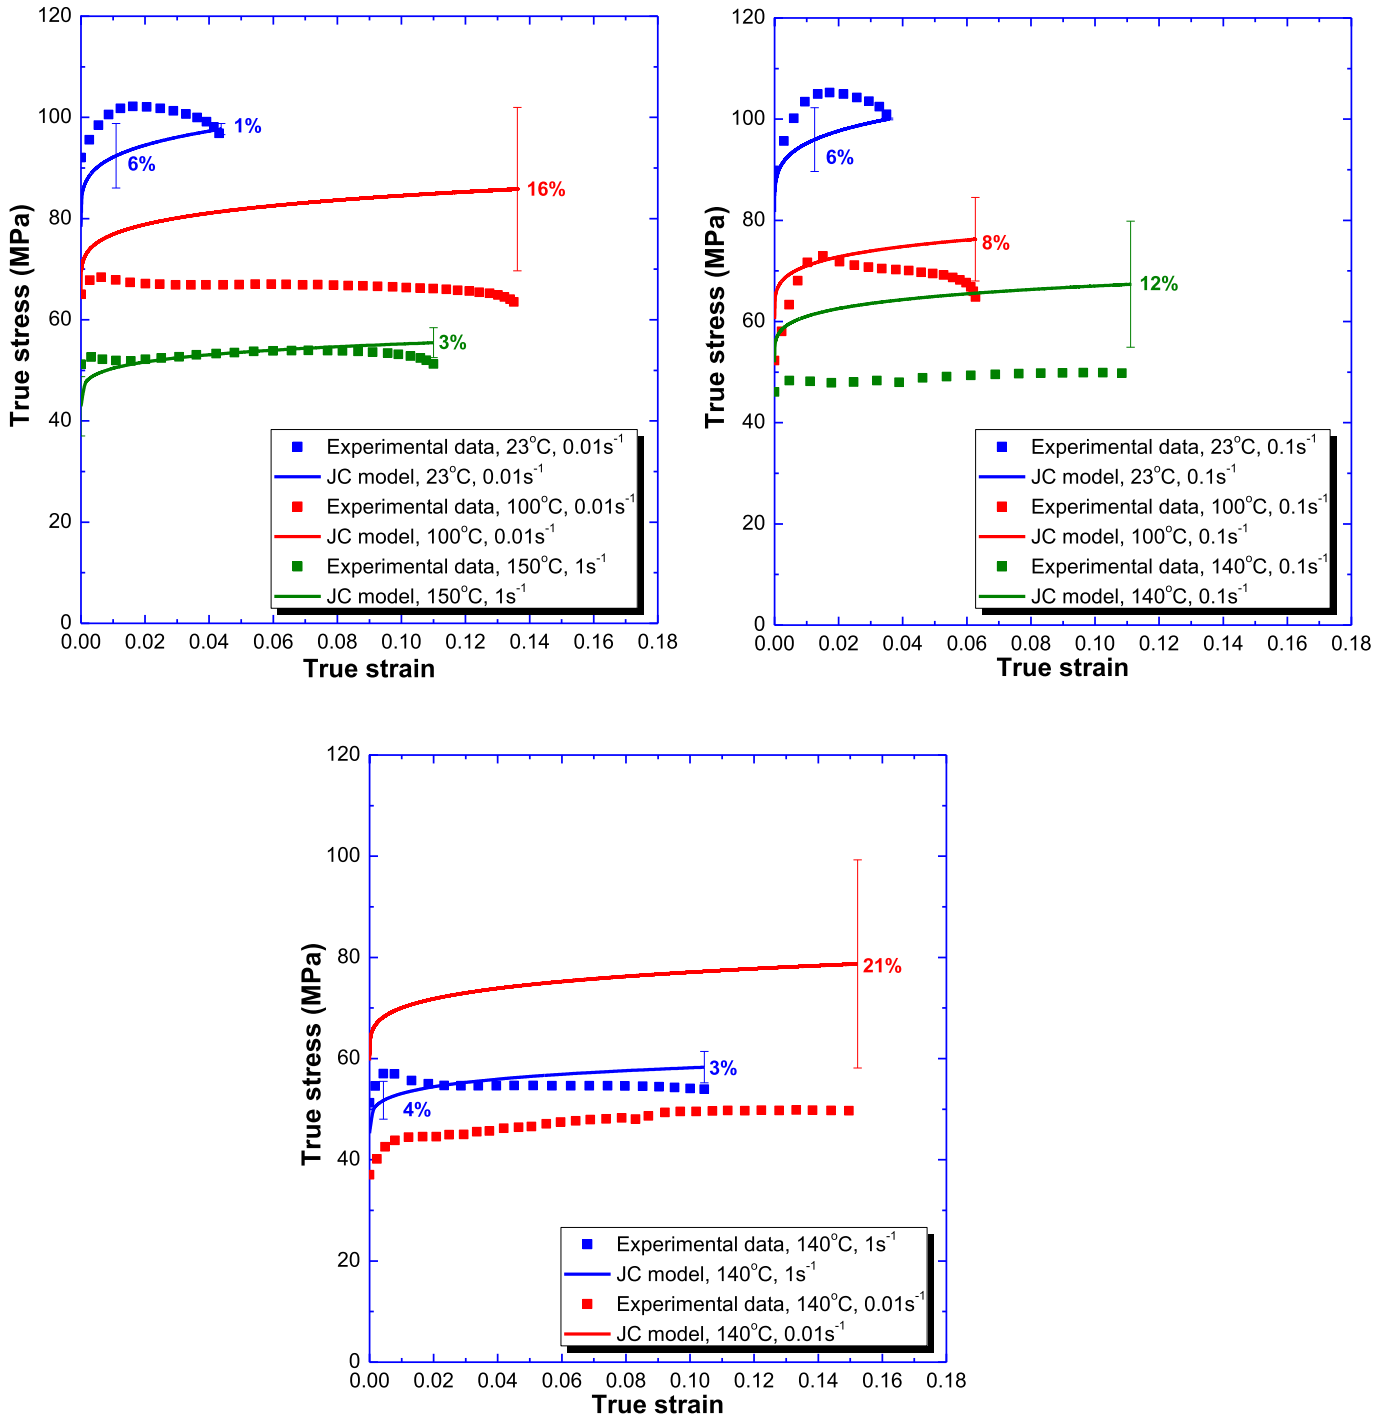 120
100
80
60
40
20
0
True stress (MPa)
1%
6%
16%
3%
Experimental data, 23°C, 0.01s⁻¹
JC model, 23°C, 0.01s⁻¹
Experimental data, 100°C, 0.01s⁻¹
JC model, 100°C, 0.01s⁻¹
Experimental data, 150°C, 1s⁻¹
JC model, 150°C, 1s⁻¹
0.00 0.02 0.04 0.06 0.08 0.10 0.12 0.14 0.16 0.18
True strain
120
100
80
60
40
20
0
True stress (MPa)
6%
8%
12%
Experimental data, 23°C, 0.1s⁻¹
JC model, 23°C, 0.1s⁻¹
Experimental data, 100°C, 0.1s⁻¹
JC model, 100°C, 0.1s⁻¹
Experimental data, 140°C, 0.1s⁻¹
JC model, 140°C, 0.1s⁻¹
0.00 0.02 0.04 0.06 0.08 0.10 0.12 0.14 0.16 0.18
True strain
120
100
80
60
40
20
0
True stress (MPa)
21%
3%
4%
Experimental data, 140°C, 1s⁻¹
JC model, 140°C, 1s⁻¹
Experimental data, 140°C, 0.01s⁻¹
JC model, 140°C, 0.01s⁻¹
0.00 0.02 0.04 0.06 0.08 0.10 0.12 0.14 0.16 0.18
True strain